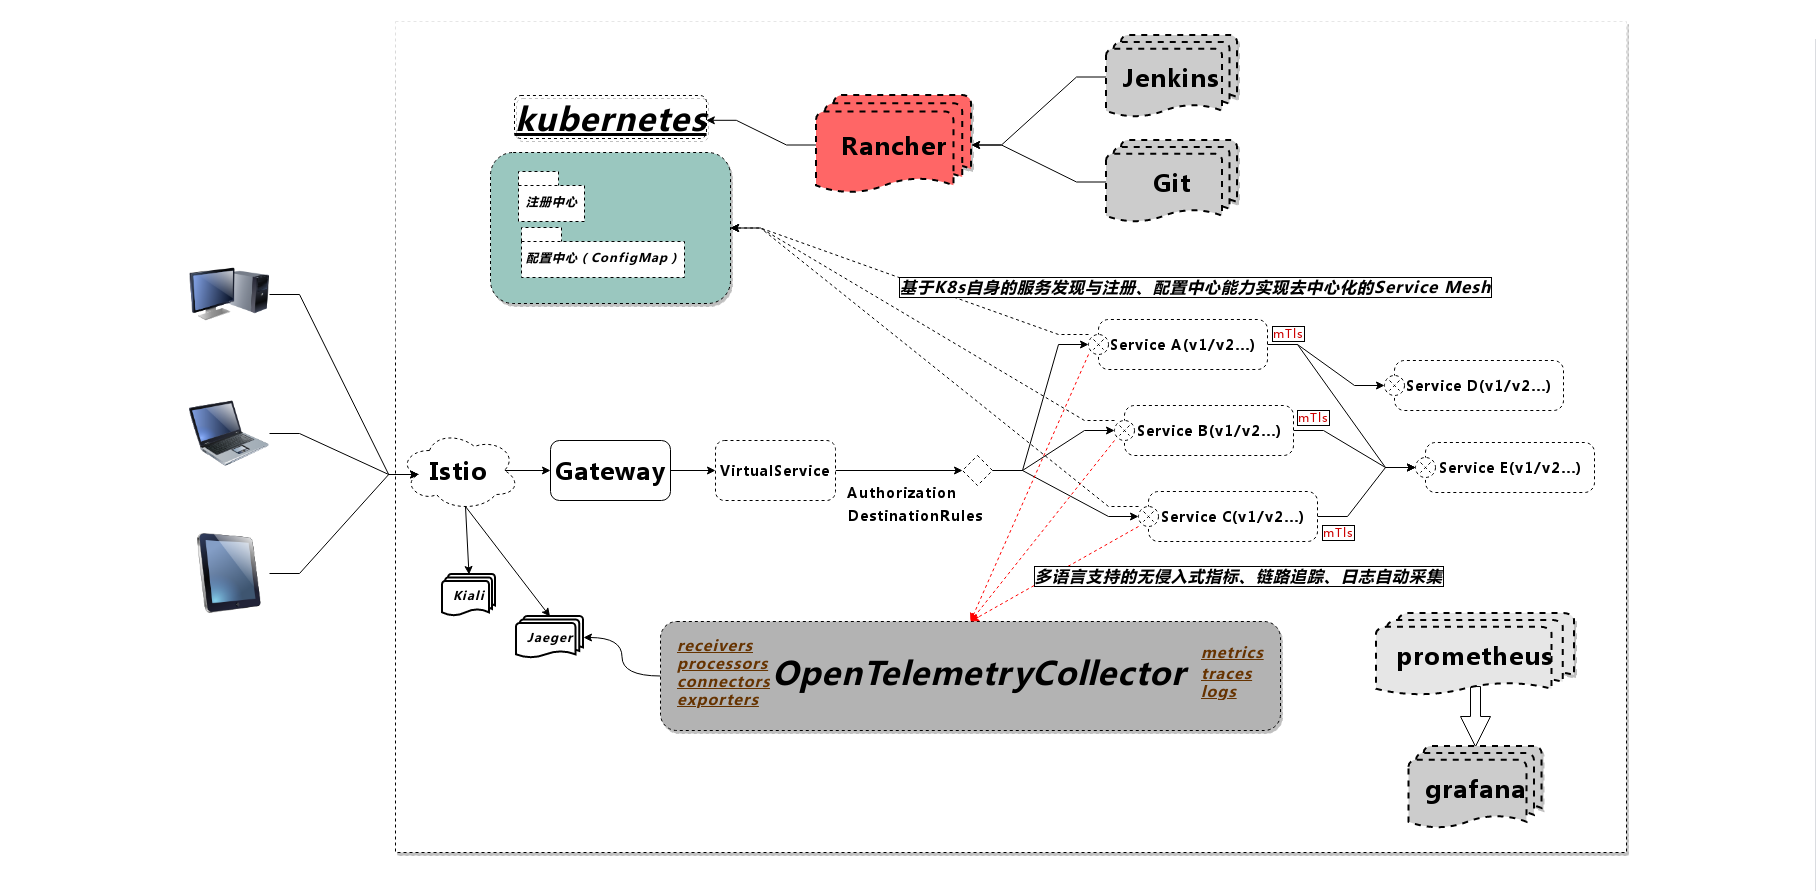 Jenkins
kubernetes
Rancher
Git
注册中心
配置中心（ConfigMap）
基于K8s自身的服务发现与注册、配置中心能力实现去中心化的Service Mesh
mTls
Service A(v1/v2...)
Service D(v1/v2...)
mTls
Service B(v1/v2...)
Istio
Gateway
VirtualService
Service E(v1/v2...)
Authorization
DestinationRules
Service C(v1/v2...)
mTls
多语言支持的无侵入式指标、链路追踪、日志自动采集
Kiali
Jaeger
receivers
processors
connectors
exporters
OpenTelemetryCollector
metrics
traces
logs
prometheus
grafana